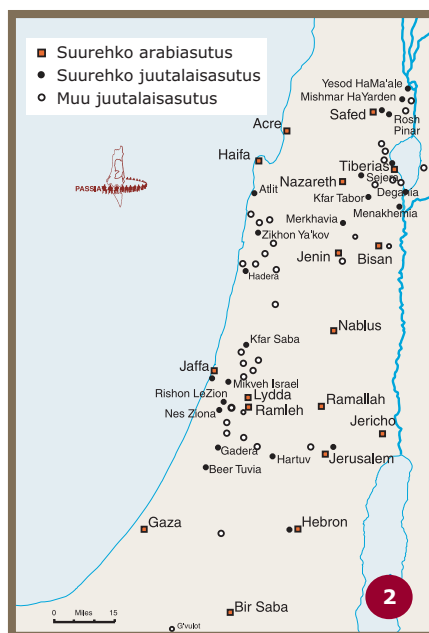 Suurehko arabiasutus
Suurehko juutalaisasutus
Muu juutalaisasutus
Yesod HaMa'ale
Mishmar HaYarden
Safed
Rosh
Pinar
Acre
Haifa
Tiberias
Sejera
PASSIA
Nazareth
Atlit
Kfar Tabor
Degania
Menakhemia
Merkhavia
Zikhon Ya'kov
Jenin
Bisan
Hadera
Nablus
Kfar Saba
Jaffa
Mikveh Israel
Rishon LeZion
Lydda
Nes Ziona
Ramleh
Ramallah
Jericho
Gadera
Hartuv
Jerusalem
Beer Tuvia
Gaza
Hebron
2
Bir Saba
0 Miles 15
G'vulot